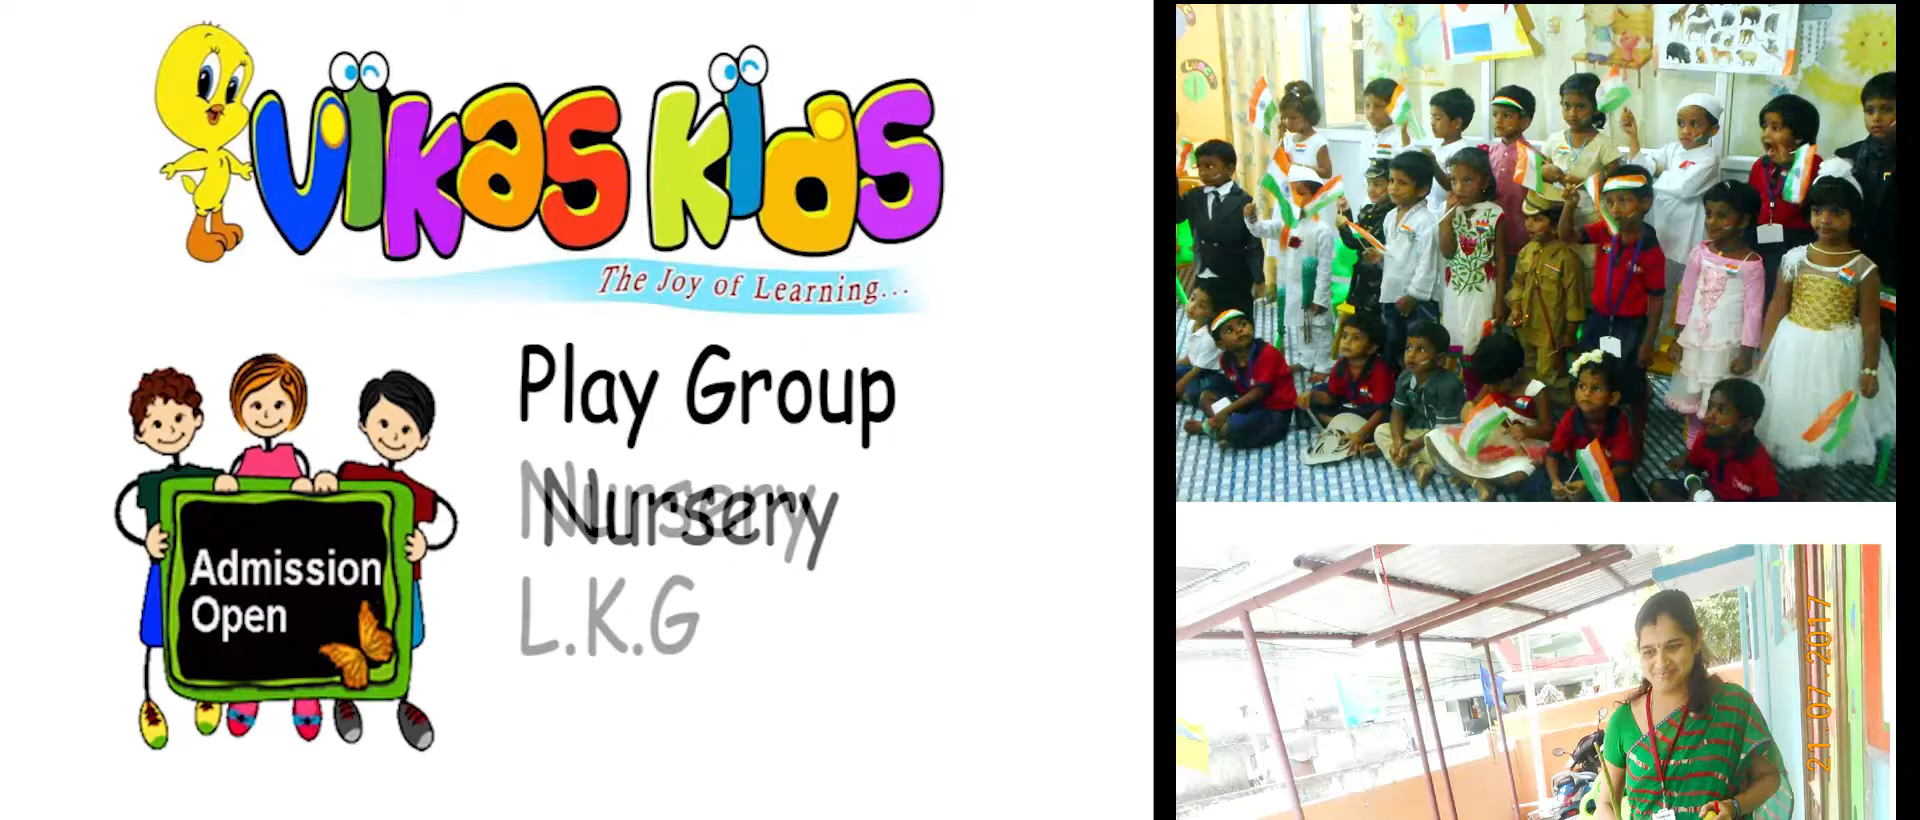 vikas kids
The Joy of Learning...
Play Group
Nursery
L.K.G
Admission
Open
21.07.2017